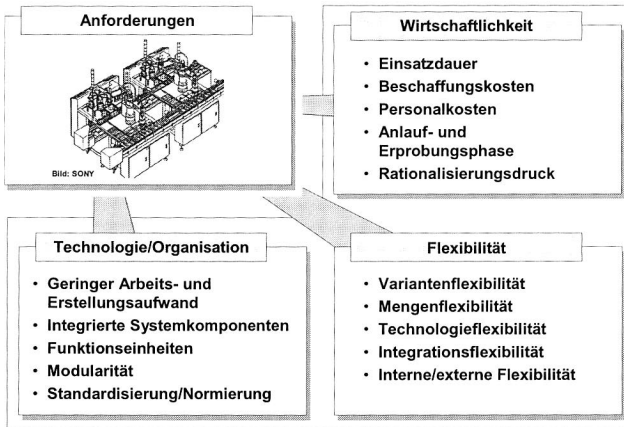 Anforderungen
Bild: SONY
Wirtschaftlichkeit
• Einsatzdauer
• Beschaffungskosten
• Personalkosten
• Anlauf- und
Erprobungsphase
• Rationalisierungsdruck
Technologie/Organisation
• Geringer Arbeits- und
Erstellungsaufwand
• Integrierte Systemkomponenten
• Funktionseinheiten
• Modularität
• Standardisierung/Normierung
Flexibilität
• Variantenflexibilität
• Mengenflexibilität
• Technologieflexibilität
• Integrationsflexibilität
• Interne/externe Flexibilität